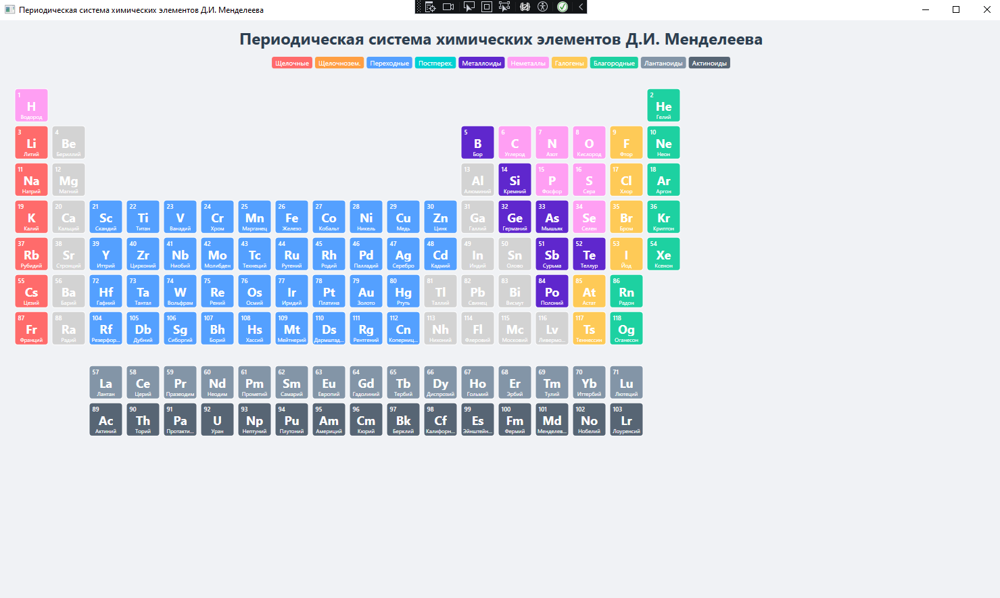 Периодическая система химических элементов Д.И. Менделеева
Периодическая система химических элементов Д.И. Менделеева
Щелочные Щелочнозем. Переходные Постперех. Металлоиды Неметаллы Галогены Благородные Лантаноиды Актиноиды
1 2
H He
Водород Гелий
3 4 5 6 7 8 9 10
Li Be B C N O F Ne
Литий Бериллий Бор Углерод Азот Кислород Фтор Неон
11 12 13 14 15 16 17 18
Na Mg Al Si P S Cl Ar
Натрий Магний Алюминий Кремний Фосфор Сера Хлор Аргон
19 20 21 22 23 24 25 26 27 28 29 30 31 32 33 34 35 36
K Ca Sc Ti V Cr Mn Fe Co Ni Cu Zn Ga Ge As Se Br Kr
Калий Кальций Скандий Титан Ванадий Хром Марганец Железо Кобальт Никель Медь Цинк Галлий Германий Мышьяк Селен Бром Криптон
37 38 39 40 41 42 43 44 45 46 47 48 49 50 51 52 53 54
Rb Sr Y Zr Nb Mo Tc Ru Rh Pd Ag Cd In Sn Sb Te I Xe
Рубидий Стронций Иттрий Цирконий Ниобий Молибден Технеций Рутений Родий Палладий Серебро Кадмий Индий Олово Сурьма Теллур Йод Ксенон
55 56 72 73 74 75 76 77 78 79 80 81 82 83 84 85 86
Cs Ba Hf Ta W Re Os Ir Pt Au Hg Tl Pb Bi Po At Rn
Цезий Барий Гафний Тантал Вольфрам Рений Осмий Иридий Платина Золото Ртуть Таллий Свинец Висмут Полоний Астат Радон
87 88 104 105 106 107 108 109 110 111 112 113 114 115 116 117 118
Fr Ra Rf Db Sg Bh Hs Mt Ds Rg Cn Nh Fl Mc Lv Ts Og
Франций Радий Резерфор... Дубний Сиборгий Борий Хассий Мейтнерий Дармштад... Рентгений Коперниц... Нихоний Флеровий Московий Ливермо... Теннессин Оганесон
57 58 59 60 61 62 63 64 65 66 67 68 69 70 71
La Ce Pr Nd Pm Sm Eu Gd Tb Dy Ho Er Tm Yb Lu
Лантан Церий Празеодим Неодим Прометий Самарий Европий Гадолиний Тербий Диспрозий Гольмий Эрбий Тулий Иттербий Лютеций
89 90 91 92 93 94 95 96 97 98 99 100 101 102 103
Ac Th Pa U Np Pu Am Cm Bk Cf Es Fm Md No Lr
Актиний Торий Протакти... Уран Нептуний Плутоний Америций Кюрий Берклий Калифорн... Эйнштейн... Фермий Менделев... Нобелий Лоуренсий